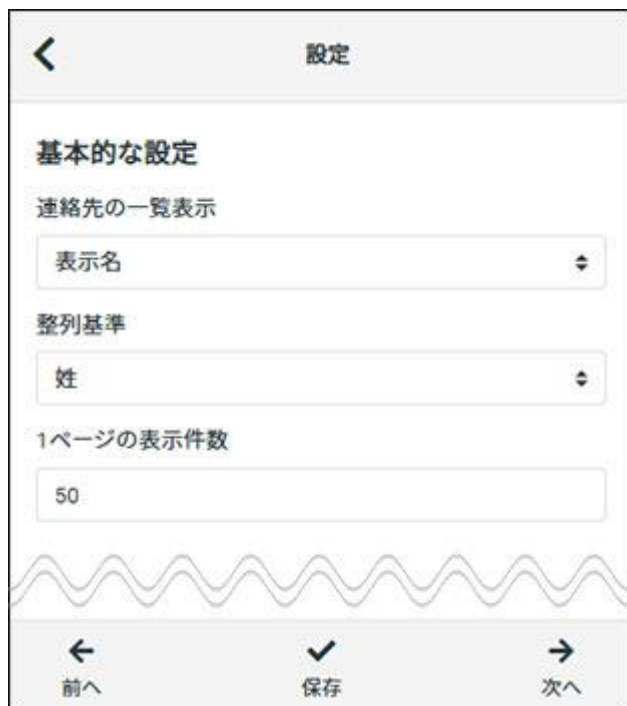 設定
基本的な設定
連絡先の一覧表示
表示名
整列基準
姓
1ページの表示件数
50
前へ
保存
次へ